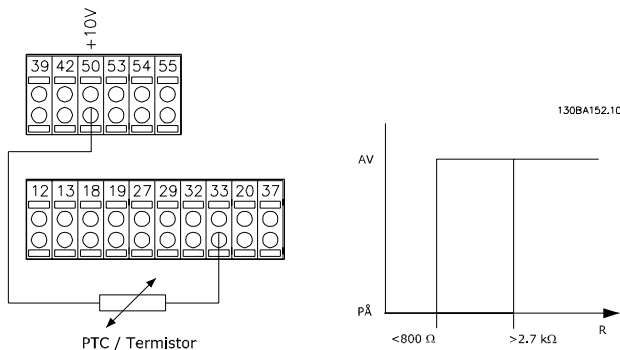 +10V
39 42 50 53 54 55
12 13 18 19 27 29 32 33 20 37
PTC / Termistor
130BA152.10
AV
PÅ
<800 Ω
>2.7 kΩ
R